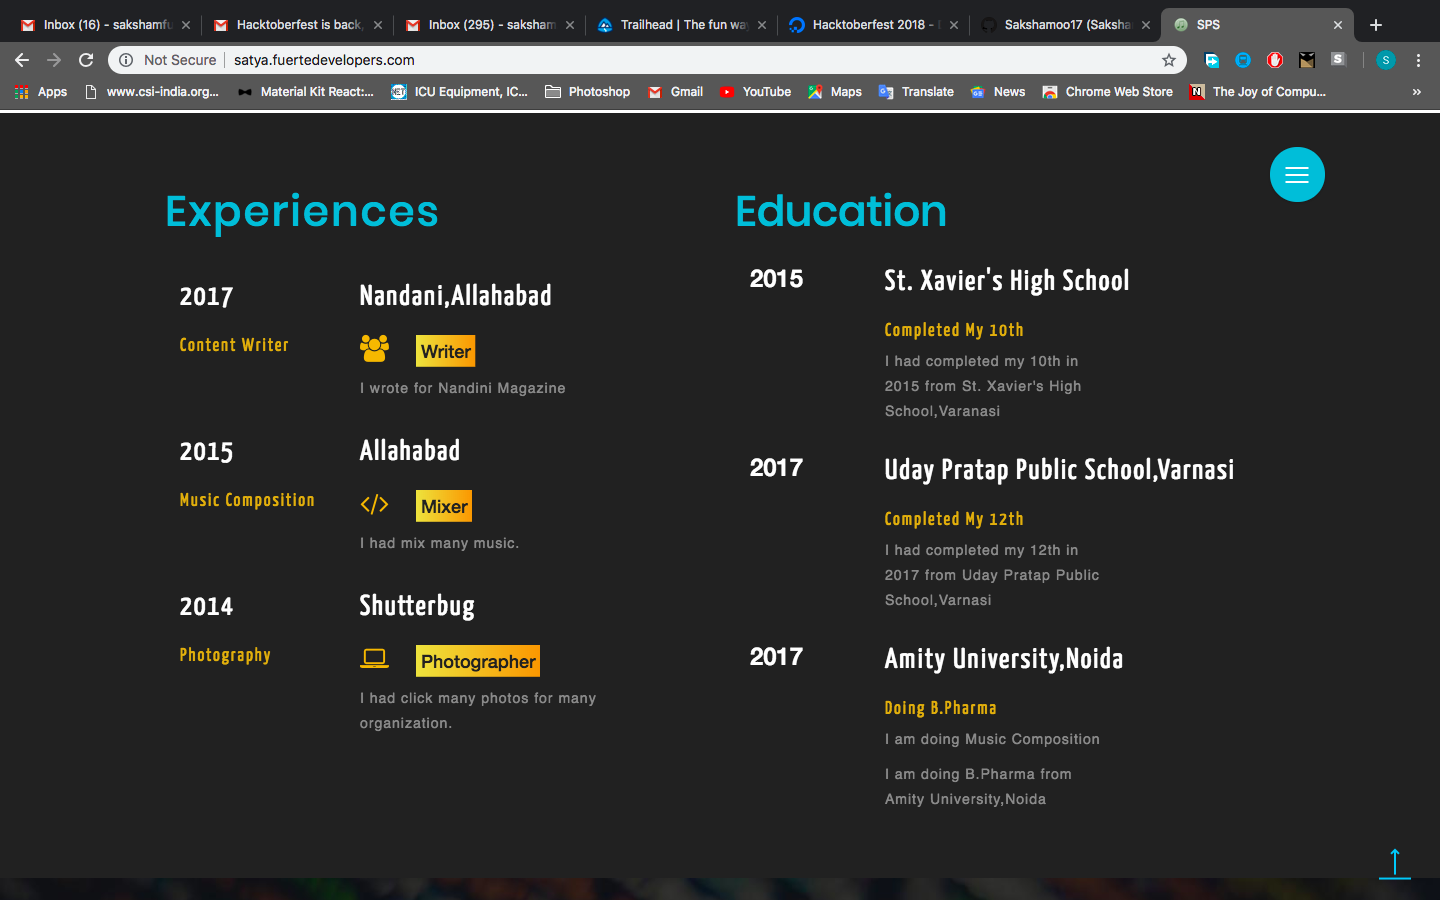 Inbox (16) - sakshamfu
Hacktoberfest is back,
Inbox (295) - saksham
Trailhead | The fun way
Hacktoberfest 2018 -
Sakshamoo17 (Saksha
SPS
Not Secure
satya.fuertedevelopers.com
S
Apps
www.csi-india.org...
Material Kit React:...
ICU Equipment, IC...
Photoshop
Gmail
YouTube
Maps
Translate
News
Chrome Web Store
The Joy of Compu...
»
Experiences
2017
Nandani,Allahabad
Content Writer
Writer
I wrote for Nandini Magazine
2015
Allahabad
Music Composition
Mixer
I had mix many music.
2014
Shutterbug
Photography
Photographer
I had click many photos for many
organization.
Education
2015
St. Xavier's High School
Completed My 10th
I had completed my 10th in
2015 from St. Xavier's High
School,Varanasi
2017
Uday Pratap Public School,Varnasi
Completed My 12th
I had completed my 12th in
2017 from Uday Pratap Public
School,Varnasi
2017
Amity University,Noida
Doing B.Pharma
I am doing Music Composition
I am doing B.Pharma from
Amity University,Noida